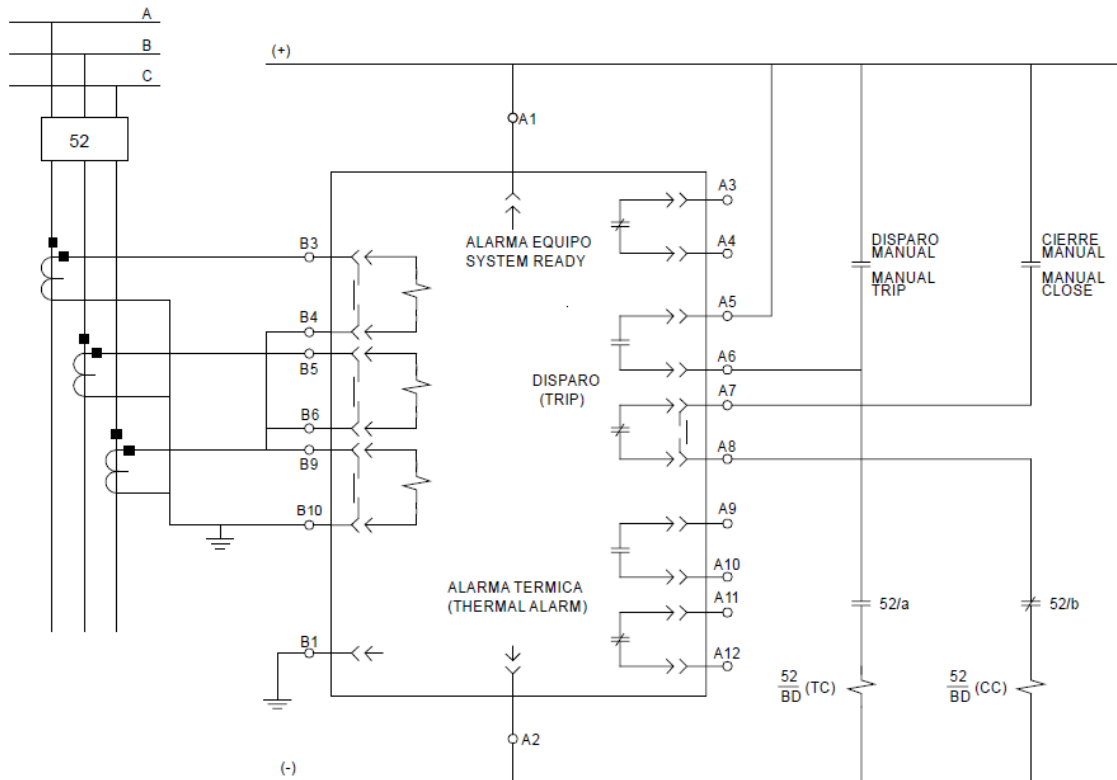 A
B
C
52
(+)
A1
ALARMA EQUIPO
SYSTEM READY
A3
A4
A5
A6
A7
A8
A9
A10
A11
A12
DISPARO
(TRIP)
ALARMA TERMICA
(THERMAL ALARM)
B3
B4
B5
B6
B9
B10
B1
A2
(-)
DISPARO
MANUAL
MANUAL
TRIP
CIERRE
MANUAL
MANUAL
CLOSE
52/a
52/b
52
BD (TC)
52
BD (CC)